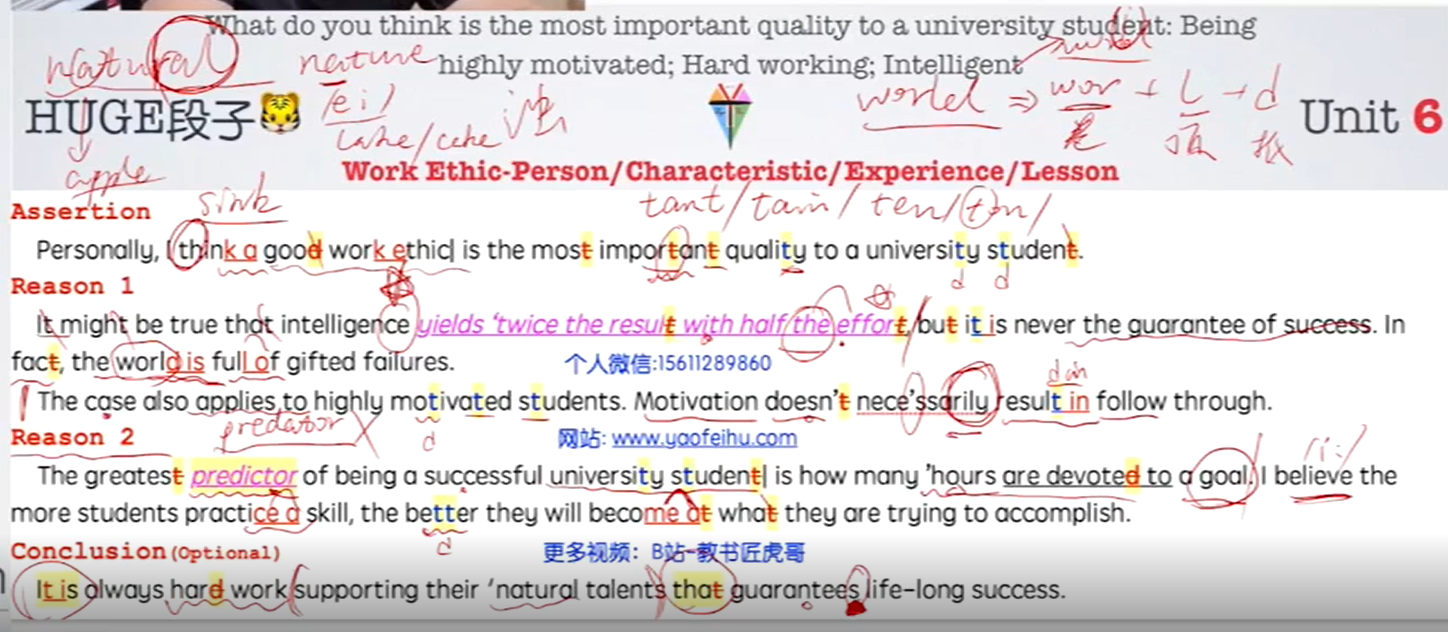 What do you think is the most important quality to a university student: Being
highly motivated; Hard working; Intelligent
natural
nature
/ei/
take/cake
world ⇒ wor + L + d
HUGE段子
Unit 6
apple
Work Ethic-Person/Characteristic/Experience/Lesson
sink
tant/tain/ten/ton/
Assertion
Personally, I think a good work ethic is the most important quality to a university student.
d d
Reason 1
It might be true that intelligence yields 'twice the result with half the effort, but it is never the guarantee of success. In
fact, the world is full of gifted failures.
个人微信:15611289860
The case also applies to highly motivated students. Motivation doesn't nece'ssarily result in follow through.
predator
d
Reason 2
网站: www.yaofeihu.com
/i:/
The greatest predictor of being a successful university student is how many 'hours are devoted to a goal. I believe the
more students practice a skill, the better they will become at what they are trying to accomplish.
d
Conclusion(Optional)
更多视频：B站-教书匠虎哥
It is always hard work supporting their 'natural talents that guarantees life-long success.